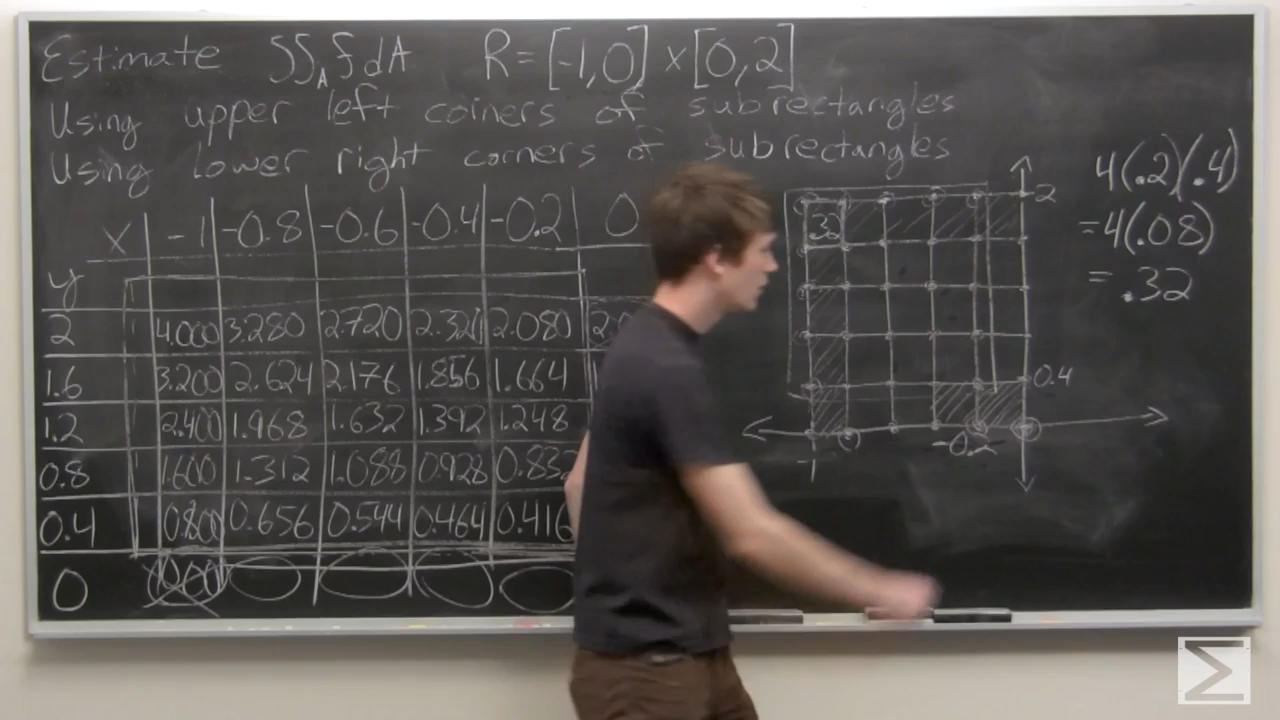 Estimate ∬_A f dA R = [-1,0] × [0,2]
Using upper left corners of subrectangles
Using lower right corners of subrectangles
x -1 -0.8 -0.6 -0.4 -0.2 0
y
2 4.000 3.280 2.720 2.320 2.080
1.6 3.200 2.624 2.176 1.856 1.664
1.2 2.400 1.968 1.632 1.392 1.248
0.8 1.600 1.312 1.088 0.928 0.832
0.4 0.800 0.656 0.544 0.464 0.416
0
2
.32
0.4
-0.2
-1
4(.2)(.4)
=4(.08)
= .32
Σ